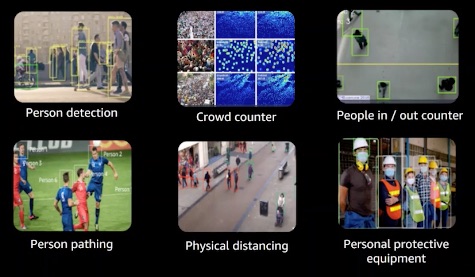 Person detection
Crowd counter
People in / out counter
Person 2
Person 3
Person 4
Person 1
Person pathing
Physical distancing
Personal protective
equipment